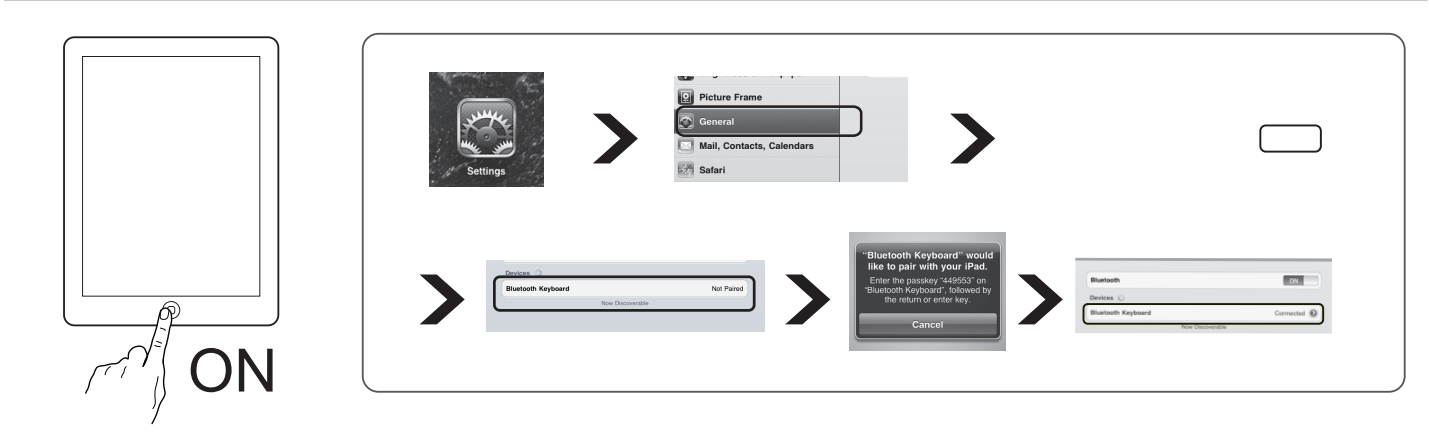 ON
Settings
Picture Frame
General
Mail, Contacts, Calendars
Safari
Devices
Bluetooth Keyboard Not Paired
Now Discoverable
"Bluetooth Keyboard" would
like to pair with your iPad.
Enter the passkey "449553" on
"Bluetooth Keyboard", followed by
the return or enter key.
Cancel
Bluetooth ON
Devices
Bluetooth Keyboard Connected
Now Discoverable